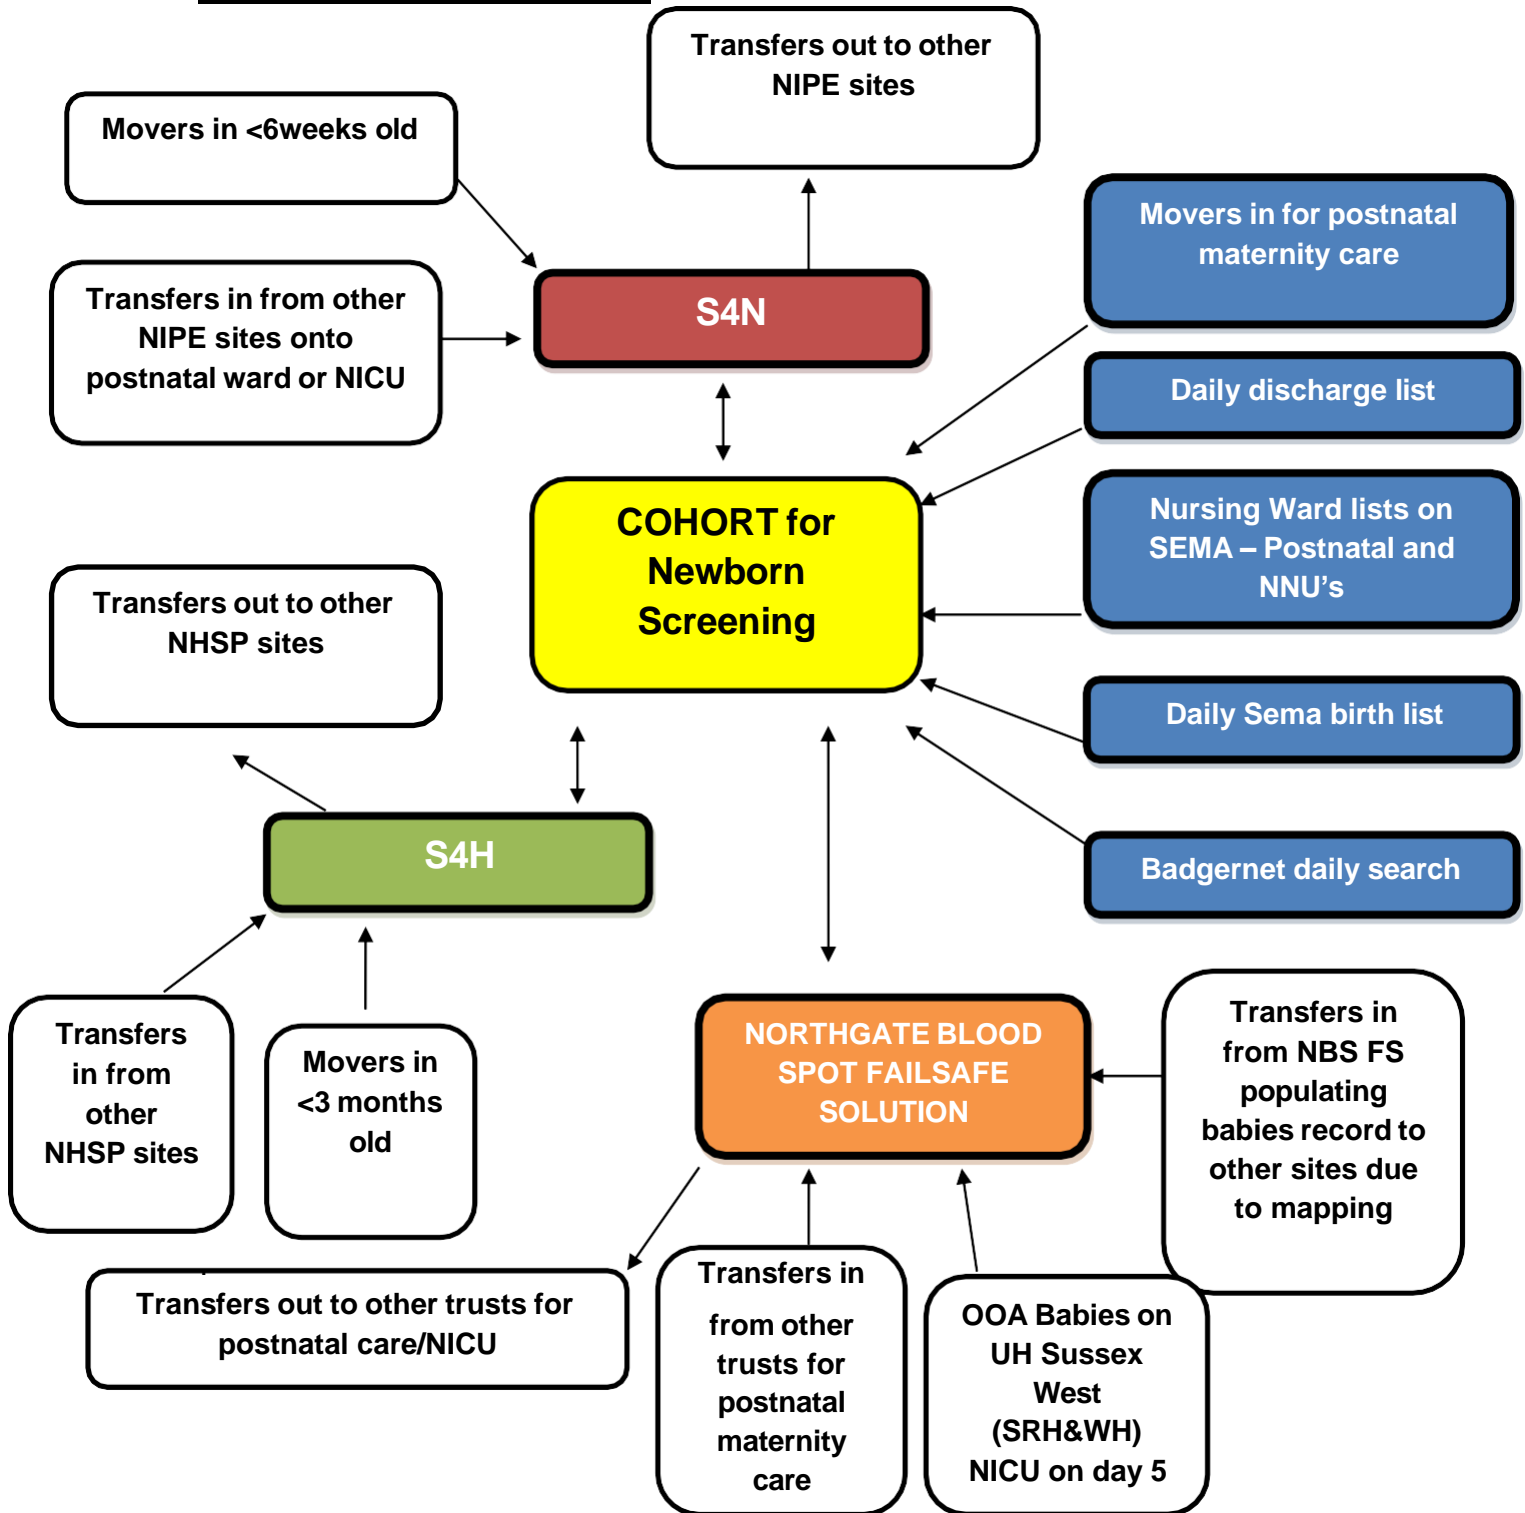 Transfers out to other
NIPE sites
Movers in <6weeks old
Movers in for postnatal
maternity care
Transfers in from other
NIPE sites onto
postnatal ward or NICU
S4N
Daily discharge list
COHORT for
Newborn
Screening
Nursing Ward lists on
SEMA – Postnatal and
NNU's
Transfers out to other
NHSP sites
Daily Sema birth list
S4H
Badgernet daily search
Transfers
in from
other
NHSP sites
Movers in
<3 months
old
NORTHGATE BLOOD
SPOT FAILSAFE
SOLUTION
Transfers in
from NBS FS
populating
babies record to
other sites due
to mapping
Transfers out to other trusts for
postnatal care/NICU
Transfers in
from other
trusts for
postnatal
maternity
care
OOA Babies on
UH Sussex
West
(SRH&WH)
NICU on day 5